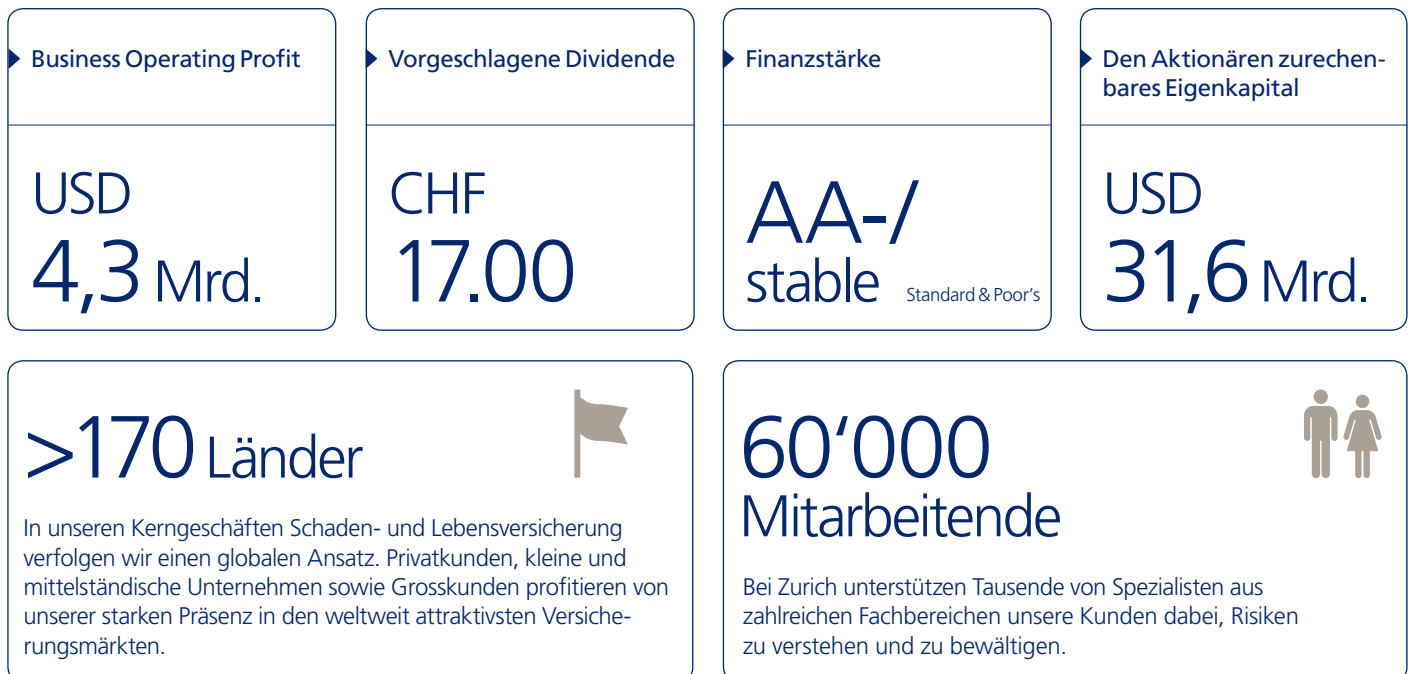 Business Operating Profit
USD
4,3 Mrd.
Vorgeschlagene Dividende
CHF
17.00
Finanzstärke
AA-/
stable Standard & Poor's
Den Aktionären zurechen-
bares Eigenkapital
USD
31,6 Mrd.
>170 Länder
In unseren Kerngeschäften Schaden- und Lebensversicherung
verfolgen wir einen globalen Ansatz. Privatkunden, kleine und
mittelständische Unternehmen sowie Grosskunden profitieren von
unserer starken Präsenz in den weltweit attraktivsten Versiche-
rungsmärkten.
60‘000
Mitarbeitende
Bei Zurich unterstützen Tausende von Spezialisten aus
zahlreichen Fachbereichen unsere Kunden dabei, Risiken
zu verstehen und zu bewältigen.